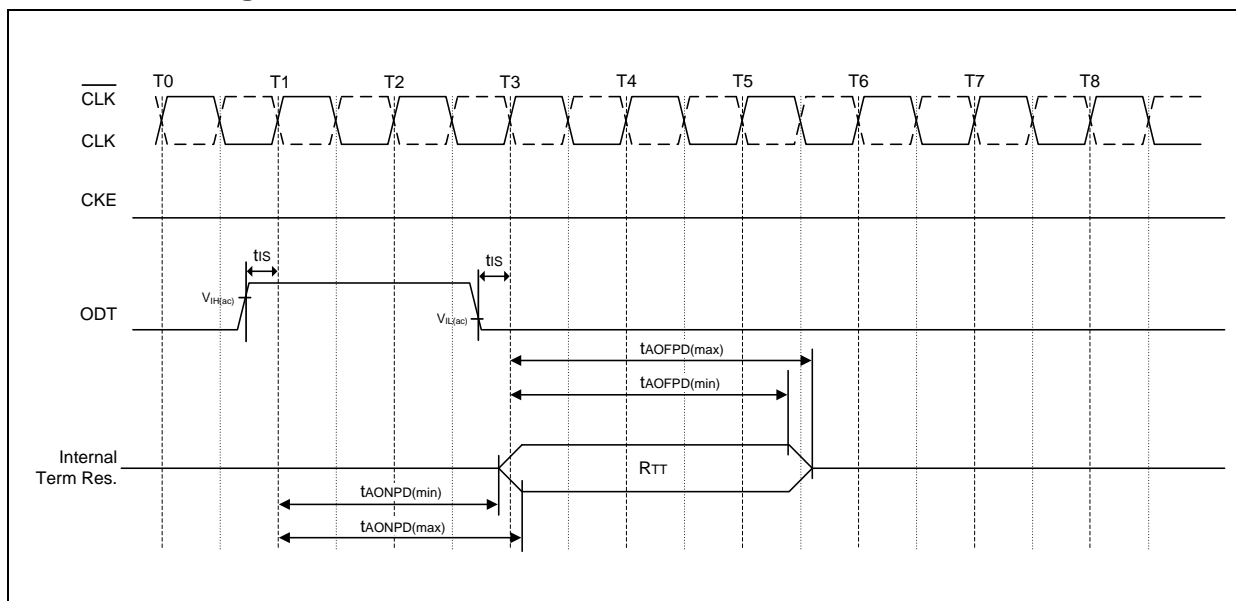 T0 T1 T2 T3 T4 T5 T6 T7 T8
CLK
CLK
CKE
tIS
tIS
VIH(ac)
ODT
VIL(ac)
tAOFPD(max)
tAOFPD(min)
Internal
Term Res.
RTT
tAONPD(min)
tAONPD(max)